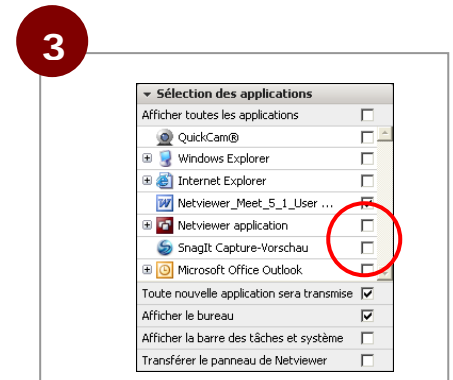 3
Sélection des applications
Afficher toutes les applications
QuickCam®
Windows Explorer
Internet Explorer
Netviewer_Meet_5_1_User ...
Netviewer application
SnagIt Capture-Vorschau
Microsoft Office Outlook
Toute nouvelle application sera transmise
Afficher le bureau
Afficher la barre des tâches et système
Transférer le panneau de Netviewer